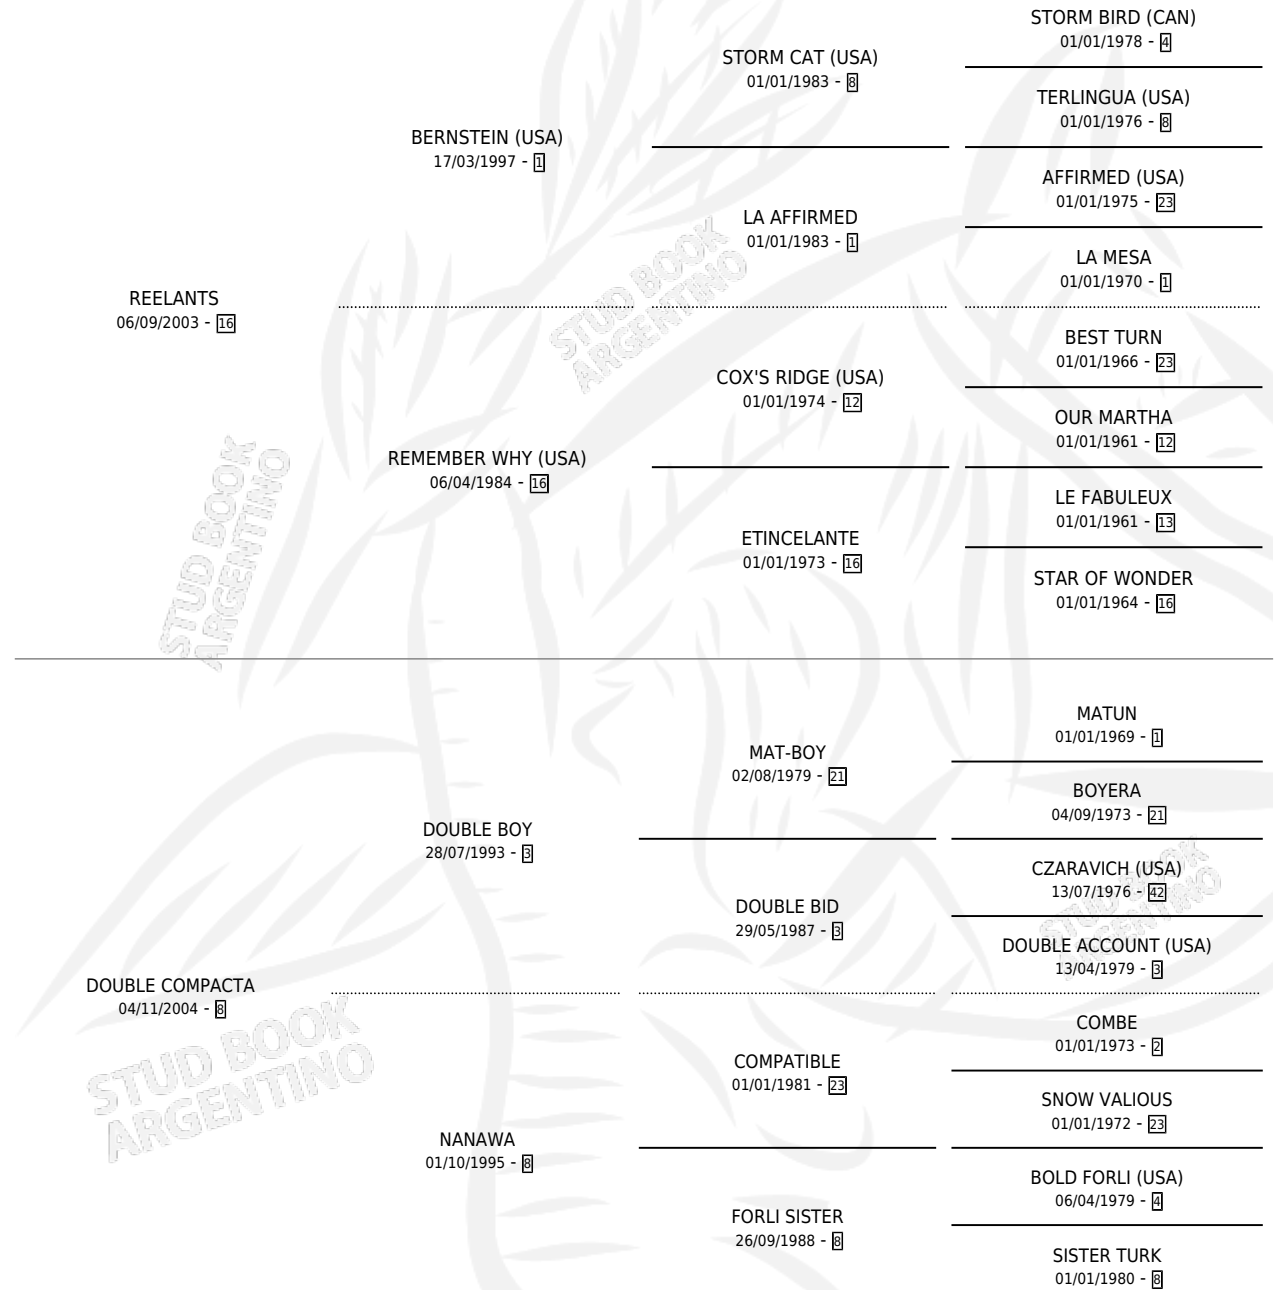 STORM BIRD (CAN)
01/01/1978 - 4
STORM CAT (USA)
01/01/1983 - 8
TERLINGUA (USA)
01/01/1976 - 8
BERNSTEIN (USA)
17/03/1997 - 1
AFFIRMED (USA)
01/01/1975 - 23
LA AFFIRMED
01/01/1983 - 1
LA MESA
01/01/1970 - 1
REELANTS
06/09/2003 - 16
BEST TURN
01/01/1966 - 23
COX'S RIDGE (USA)
01/01/1974 - 12
OUR MARTHA
01/01/1961 - 12
REMEMBER WHY (USA)
06/04/1984 - 16
LE FABULEUX
01/01/1961 - 13
ETINCELANTE
01/01/1973 - 16
STAR OF WONDER
01/01/1964 - 16
MATUN
01/01/1969 - 1
MAT-BOY
02/08/1979 - 21
BOYERA
04/09/1973 - 21
DOUBLE BOY
28/07/1993 - 3
CZARAVICH (USA)
13/07/1976 - 42
DOUBLE BID
29/05/1987 - 3
DOUBLE ACCOUNT (USA)
13/04/1979 - 3
DOUBLE COMPACTA
04/11/2004 - 8
COMBE
01/01/1973 - 2
COMPATIBLE
01/01/1981 - 23
SNOW VALIOUS
01/01/1972 - 23
NANAWA
01/10/1995 - 8
BOLD FORLI (USA)
06/04/1979 - 4
FORLI SISTER
26/09/1988 - 8
SISTER TURK
01/01/1980 - 8
STUD BOOK
ARGENTINO
STUD BOOK
ARGENTINO
STUD BOOK
ARGENTINO
STUD BOOK
ARGENTINO